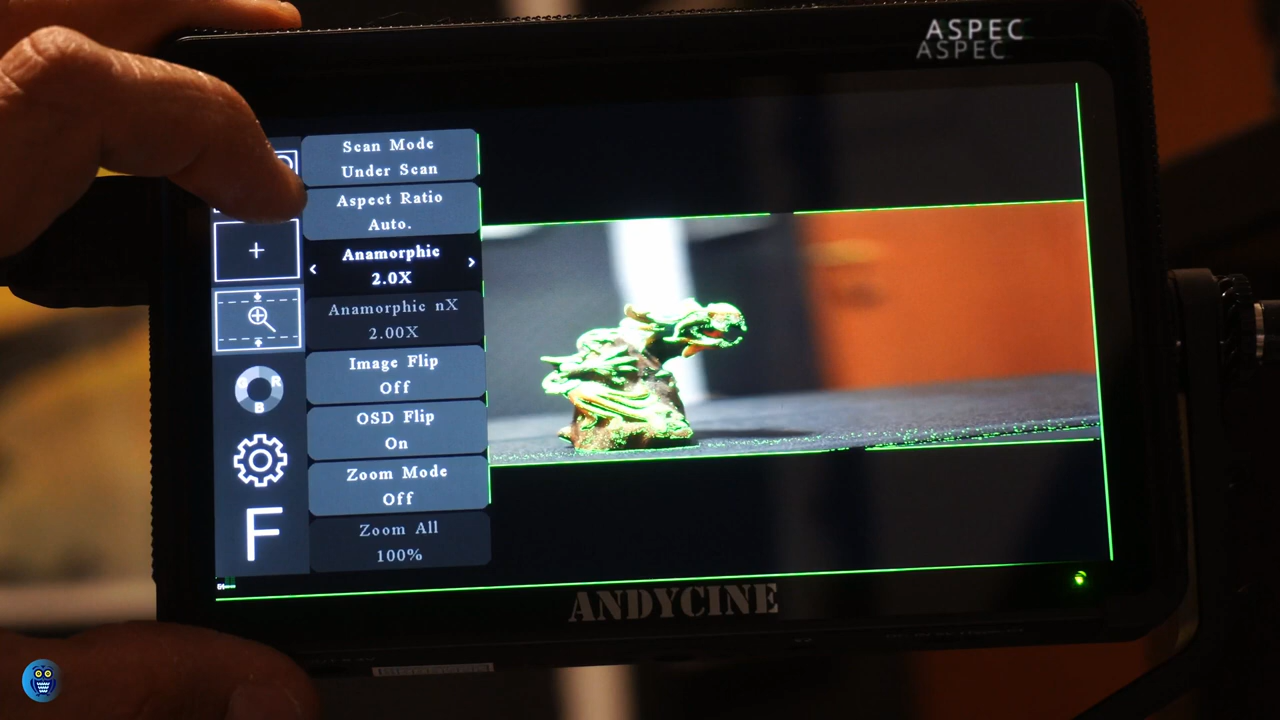 ASPEC
ASPEC
Scan Mode
Under Scan
Aspect Ratio
Auto.
Anamorphic
2.0X
Anamorphic nX
2.00X
Image Flip
Off
OSD Flip
On
Zoom Mode
Off
Zoom All
100%
R
B
F
ANDYCINE